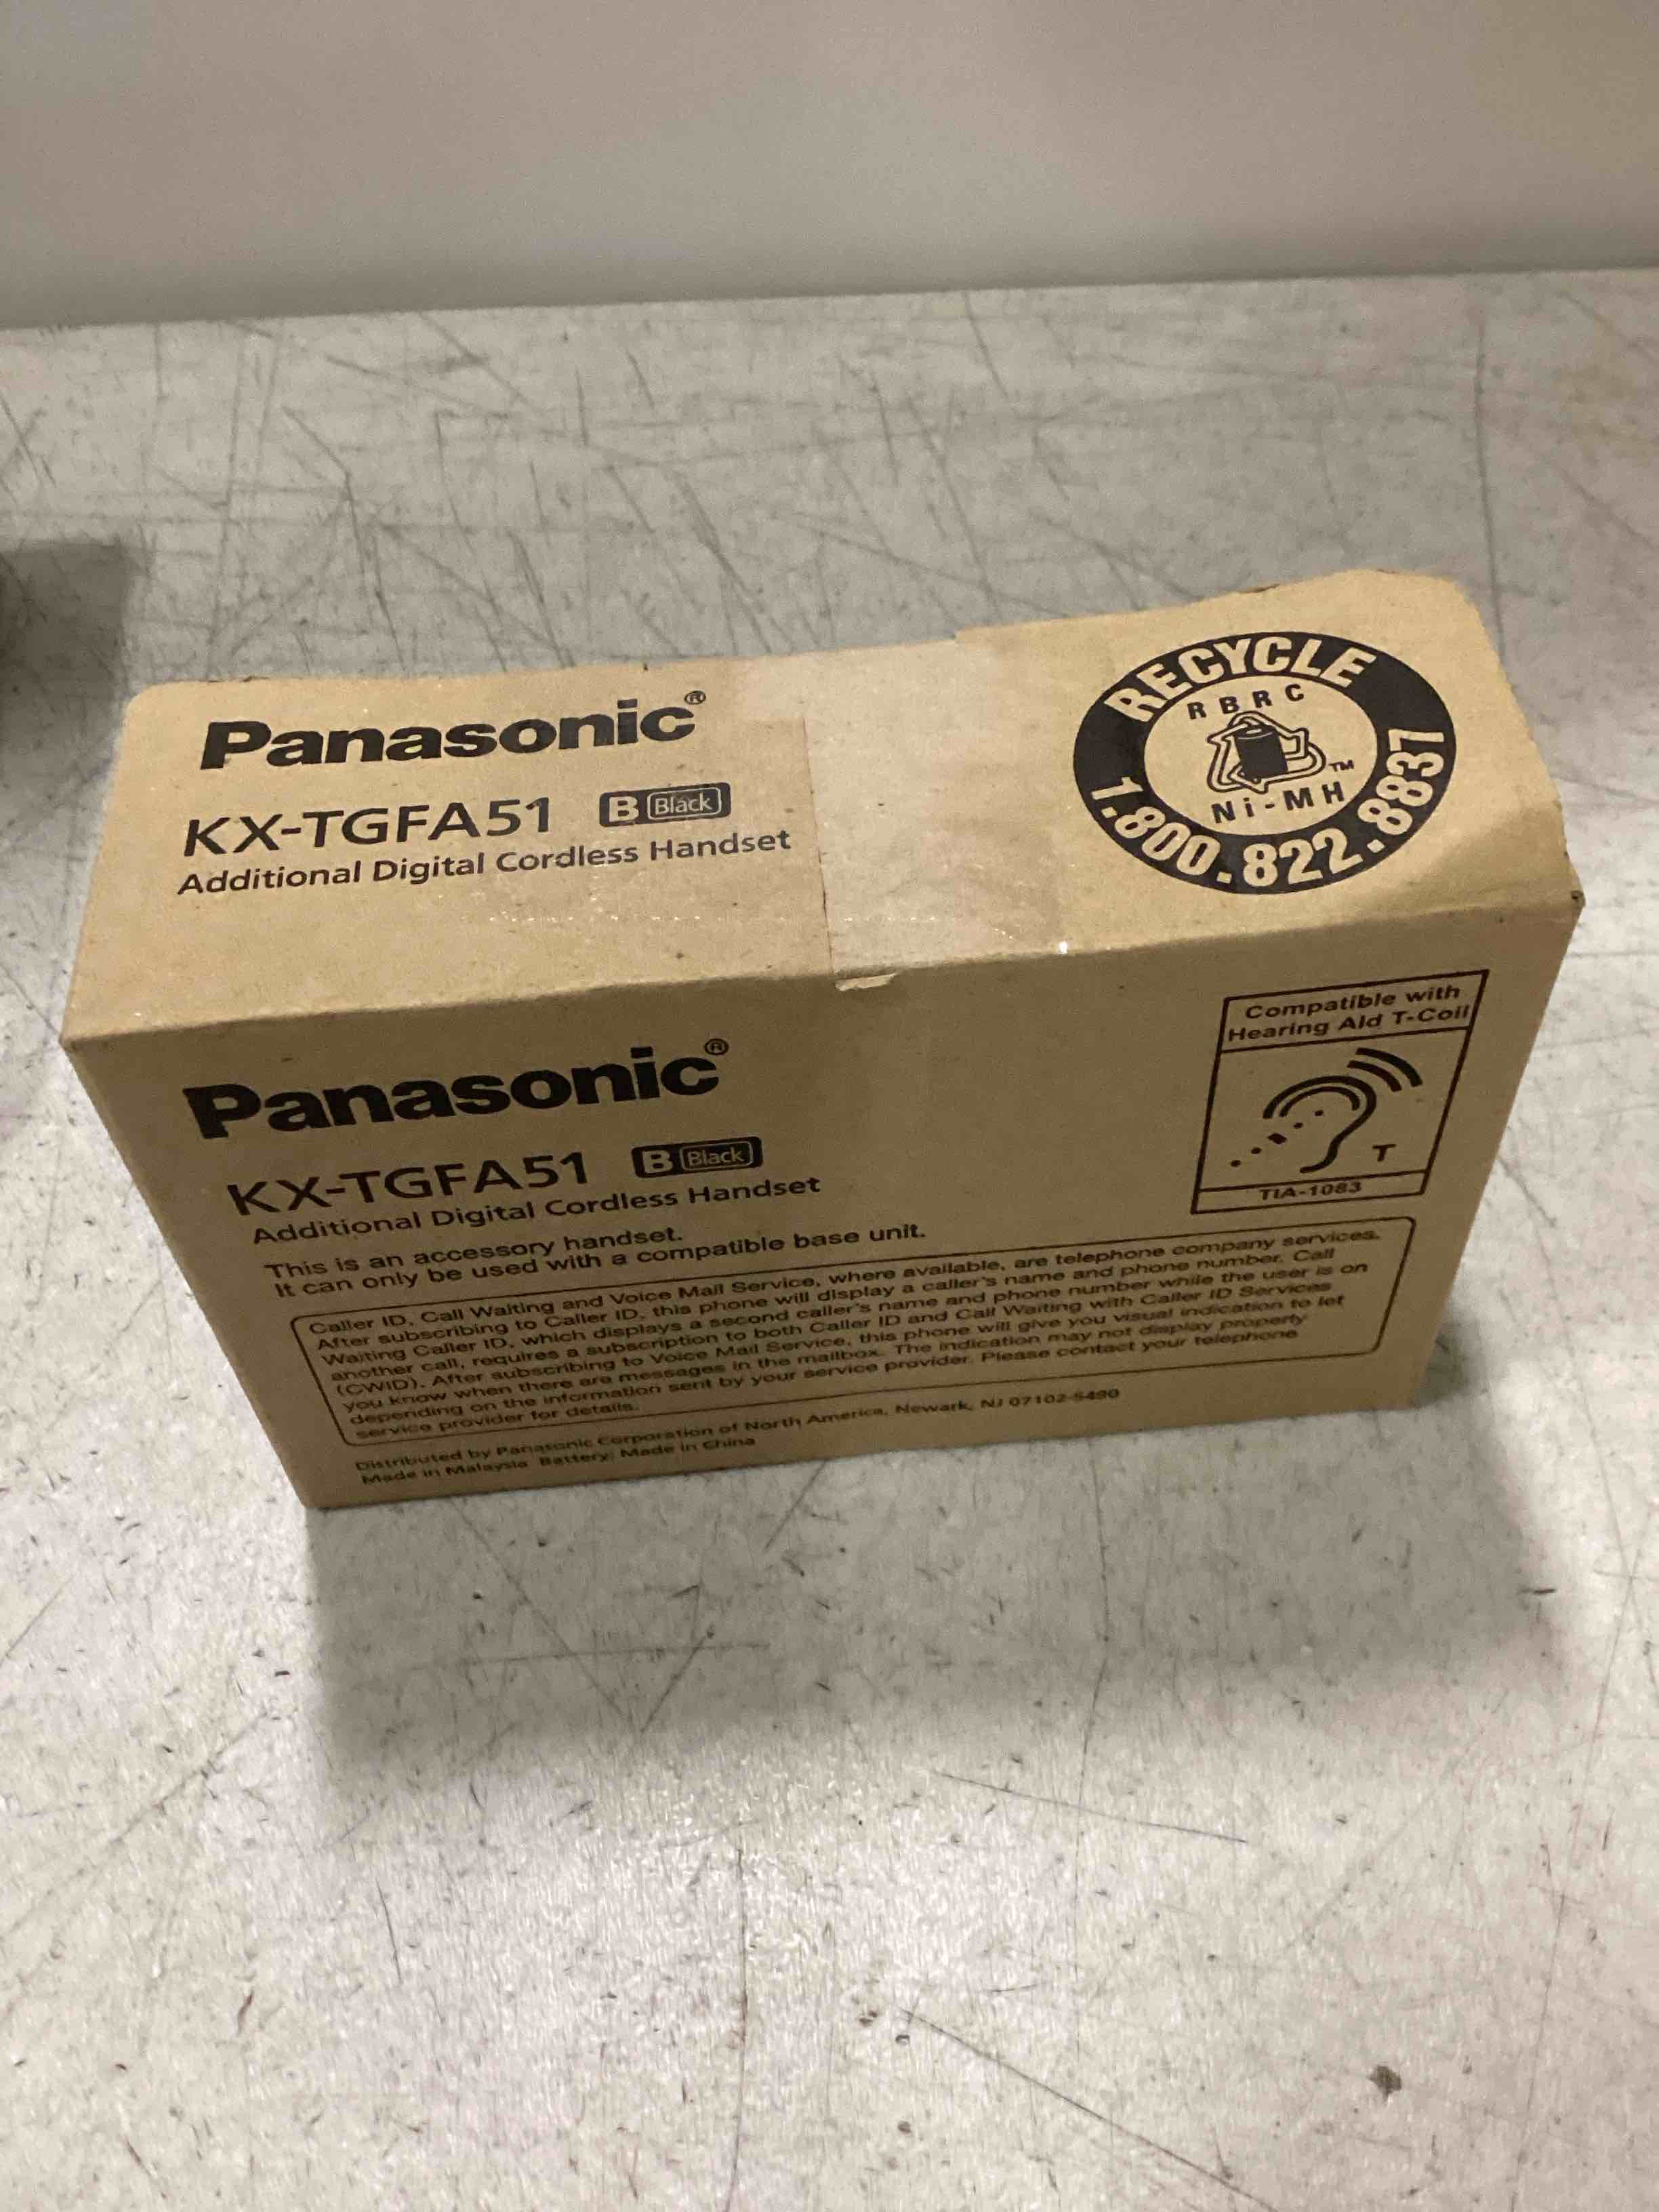 Panasonic®
KX-TGFA51 B Black
Additional Digital Cordless Handset
RECYCLE
RBRC
TM
Ni-MH
1.800.822.8837
Panasonic®
KX-TGFA51 B Black
Additional Digital Cordless Handset
This is an accessory handset.
It can only be used with a compatible base unit.
Compatible with
Hearing Aid T-Coil
T
TIA-1083
Caller ID, Call Waiting and Voice Mail Service, where available, are telephone company services.
After subscribing to Caller ID, this phone will display a caller's name and phone number. Call
Waiting Caller ID, which displays a second caller's name and phone number while the user is on
another call, requires a subscription to both Caller ID and Call Waiting with Caller ID Services
(CWID). After subscribing to Voice Mail Service, this phone will give you visual indication to let
you know when there are messages in the mailbox. The indication may not display properly
depending on the information sent by your service provider. Please contact your telephone
service provider for details.
Distributed by Panasonic Corporation of North America, Newark, NJ 07102-5490
Made in Malaysia Battery: Made in China